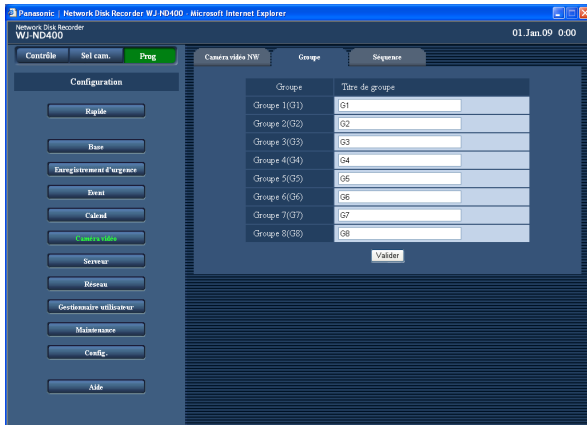 Panasonic | Network Disk Recorder WJ-ND400 - Microsoft Internet Explorer
Network Disk Recorder
WJ-ND400
01.Jan.09 0:00
Contrôle Sel cam. Prog
Caméra vidéo NW Groupe Séquence
Configuration
Rapide
Base
Enregistrement d'urgence
Event
Calend
Caméra vidéo
Serveur
Réseau
Gestionnaire utilisateur
Maintenance
Config.
Aide
Groupe Titre de groupe
Groupe 1(G1) G1
Groupe 2(G2) G2
Groupe 3(G3) G3
Groupe 4(G4) G4
Groupe 5(G5) G5
Groupe 6(G6) G6
Groupe 7(G7) G7
Groupe 8(G8) G8
Valider